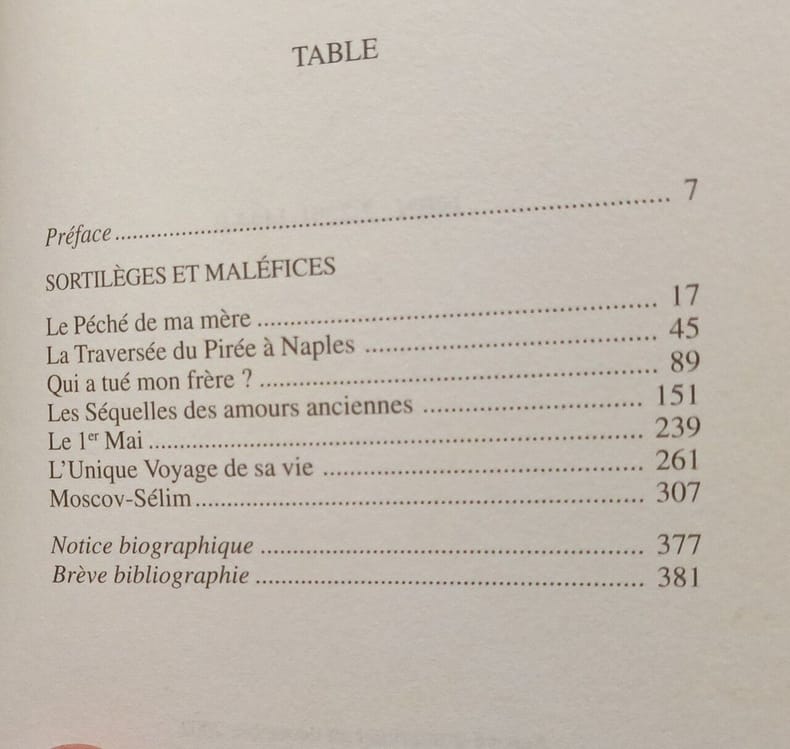 TABLE
Préface ........ 7
SORTILÈGES ET MALÉFICES
Le Péché de ma mère ........ 17
La Traversée du Pirée à Naples ........ 45
Qui a tué mon frère ? ........ 89
Les Séquelles des amours anciennes ........ 151
Le 1er Mai ........ 239
L'Unique Voyage de sa vie ........ 261
Moscov-Sélim ........ 307
Notice biographique ........ 377
Brève bibliographie ........ 381